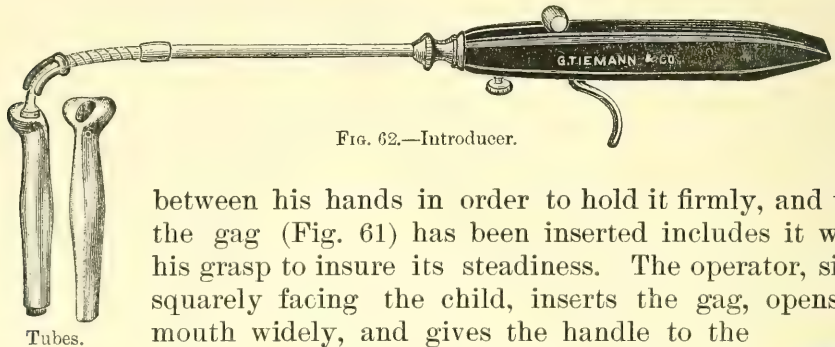 G.TIEMANN & CO
FIG. 62.—Introducer.
between his hands in order to hold it firmly, and
the gag (Fig. 61) has been inserted includes it
his grasp to insure its steadiness. The operator,
squarely facing the child, inserts the gag, opens
mouth widely, and gives the handle to the
Tubes.